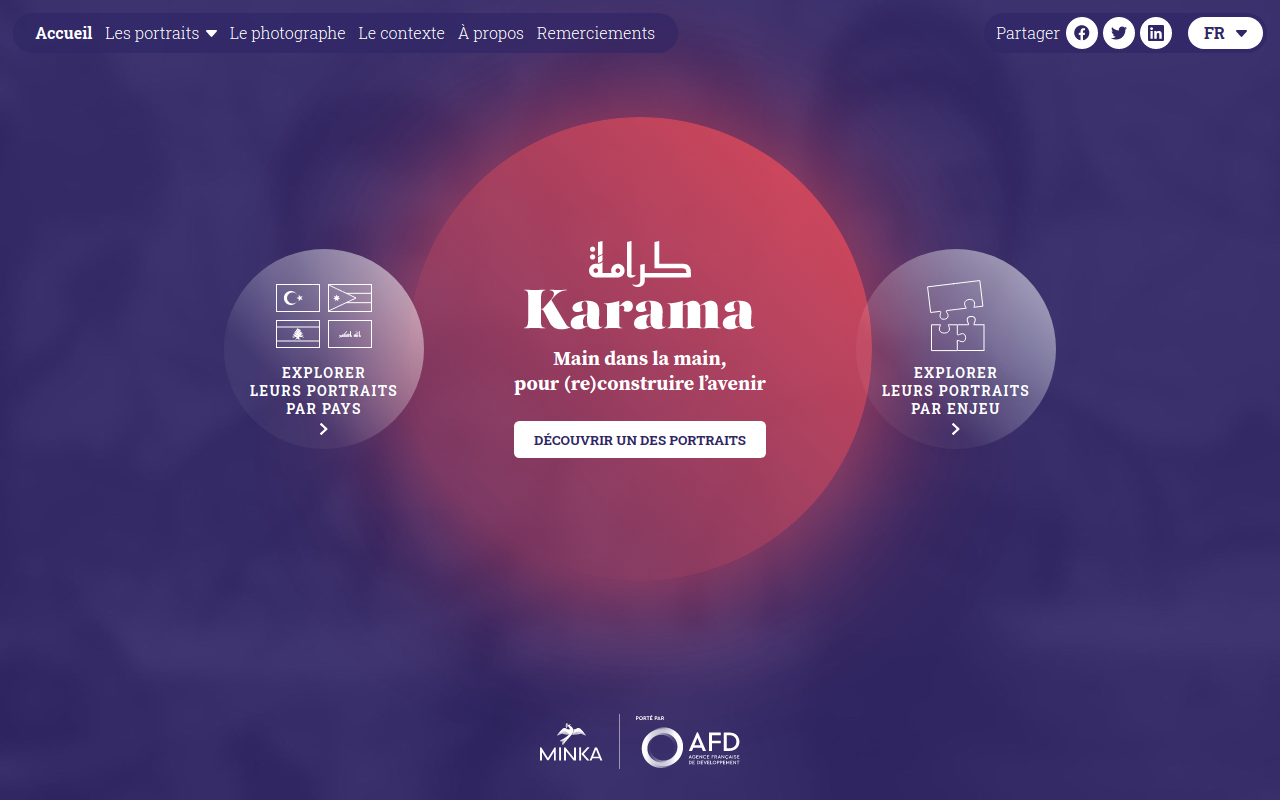 Accueil Les portraits Le photographe Le contexte À propos Remerciements
Partager FR
كرامة
Karama
Main dans la main,
pour (re)construire l’avenir
DÉCOUVRIR UN DES PORTRAITS
EXPLORER
LEURS PORTRAITS
PAR PAYS
EXPLORER
LEURS PORTRAITS
PAR ENJEU
MINKA
PORTÉ PAR
AFD
AGENCE FRANÇAISE
DE DÉVELOPPEMENT